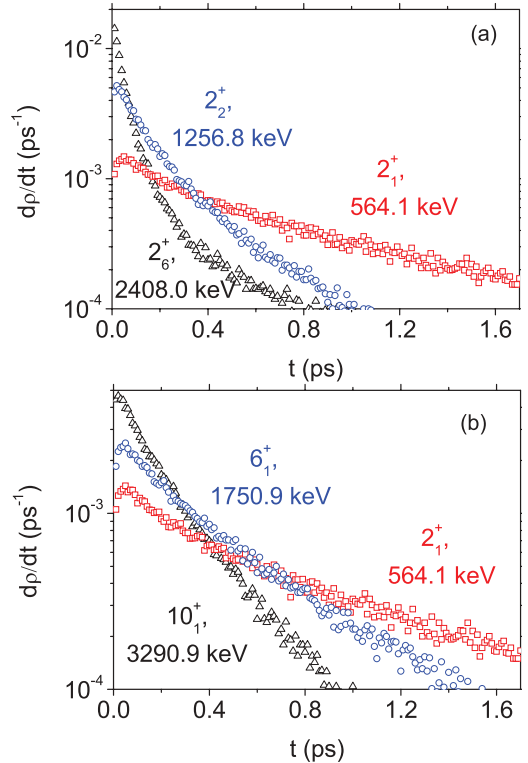 (a)
10⁻²
2₂⁺,
1256.8 keV
2₁⁺,
564.1 keV
dρ/dt (ps⁻¹)
10⁻³
2₆⁺,
2408.0 keV
10⁻⁴
0.0 0.4 0.8 1.2 1.6
t (ps)
(b)
6₁⁺,
1750.9 keV
2₁⁺,
564.1 keV
dρ/dt (ps⁻¹)
10⁻³
10₁⁺,
3290.9 keV
10⁻⁴
0.0 0.4 0.8 1.2 1.6
t (ps)